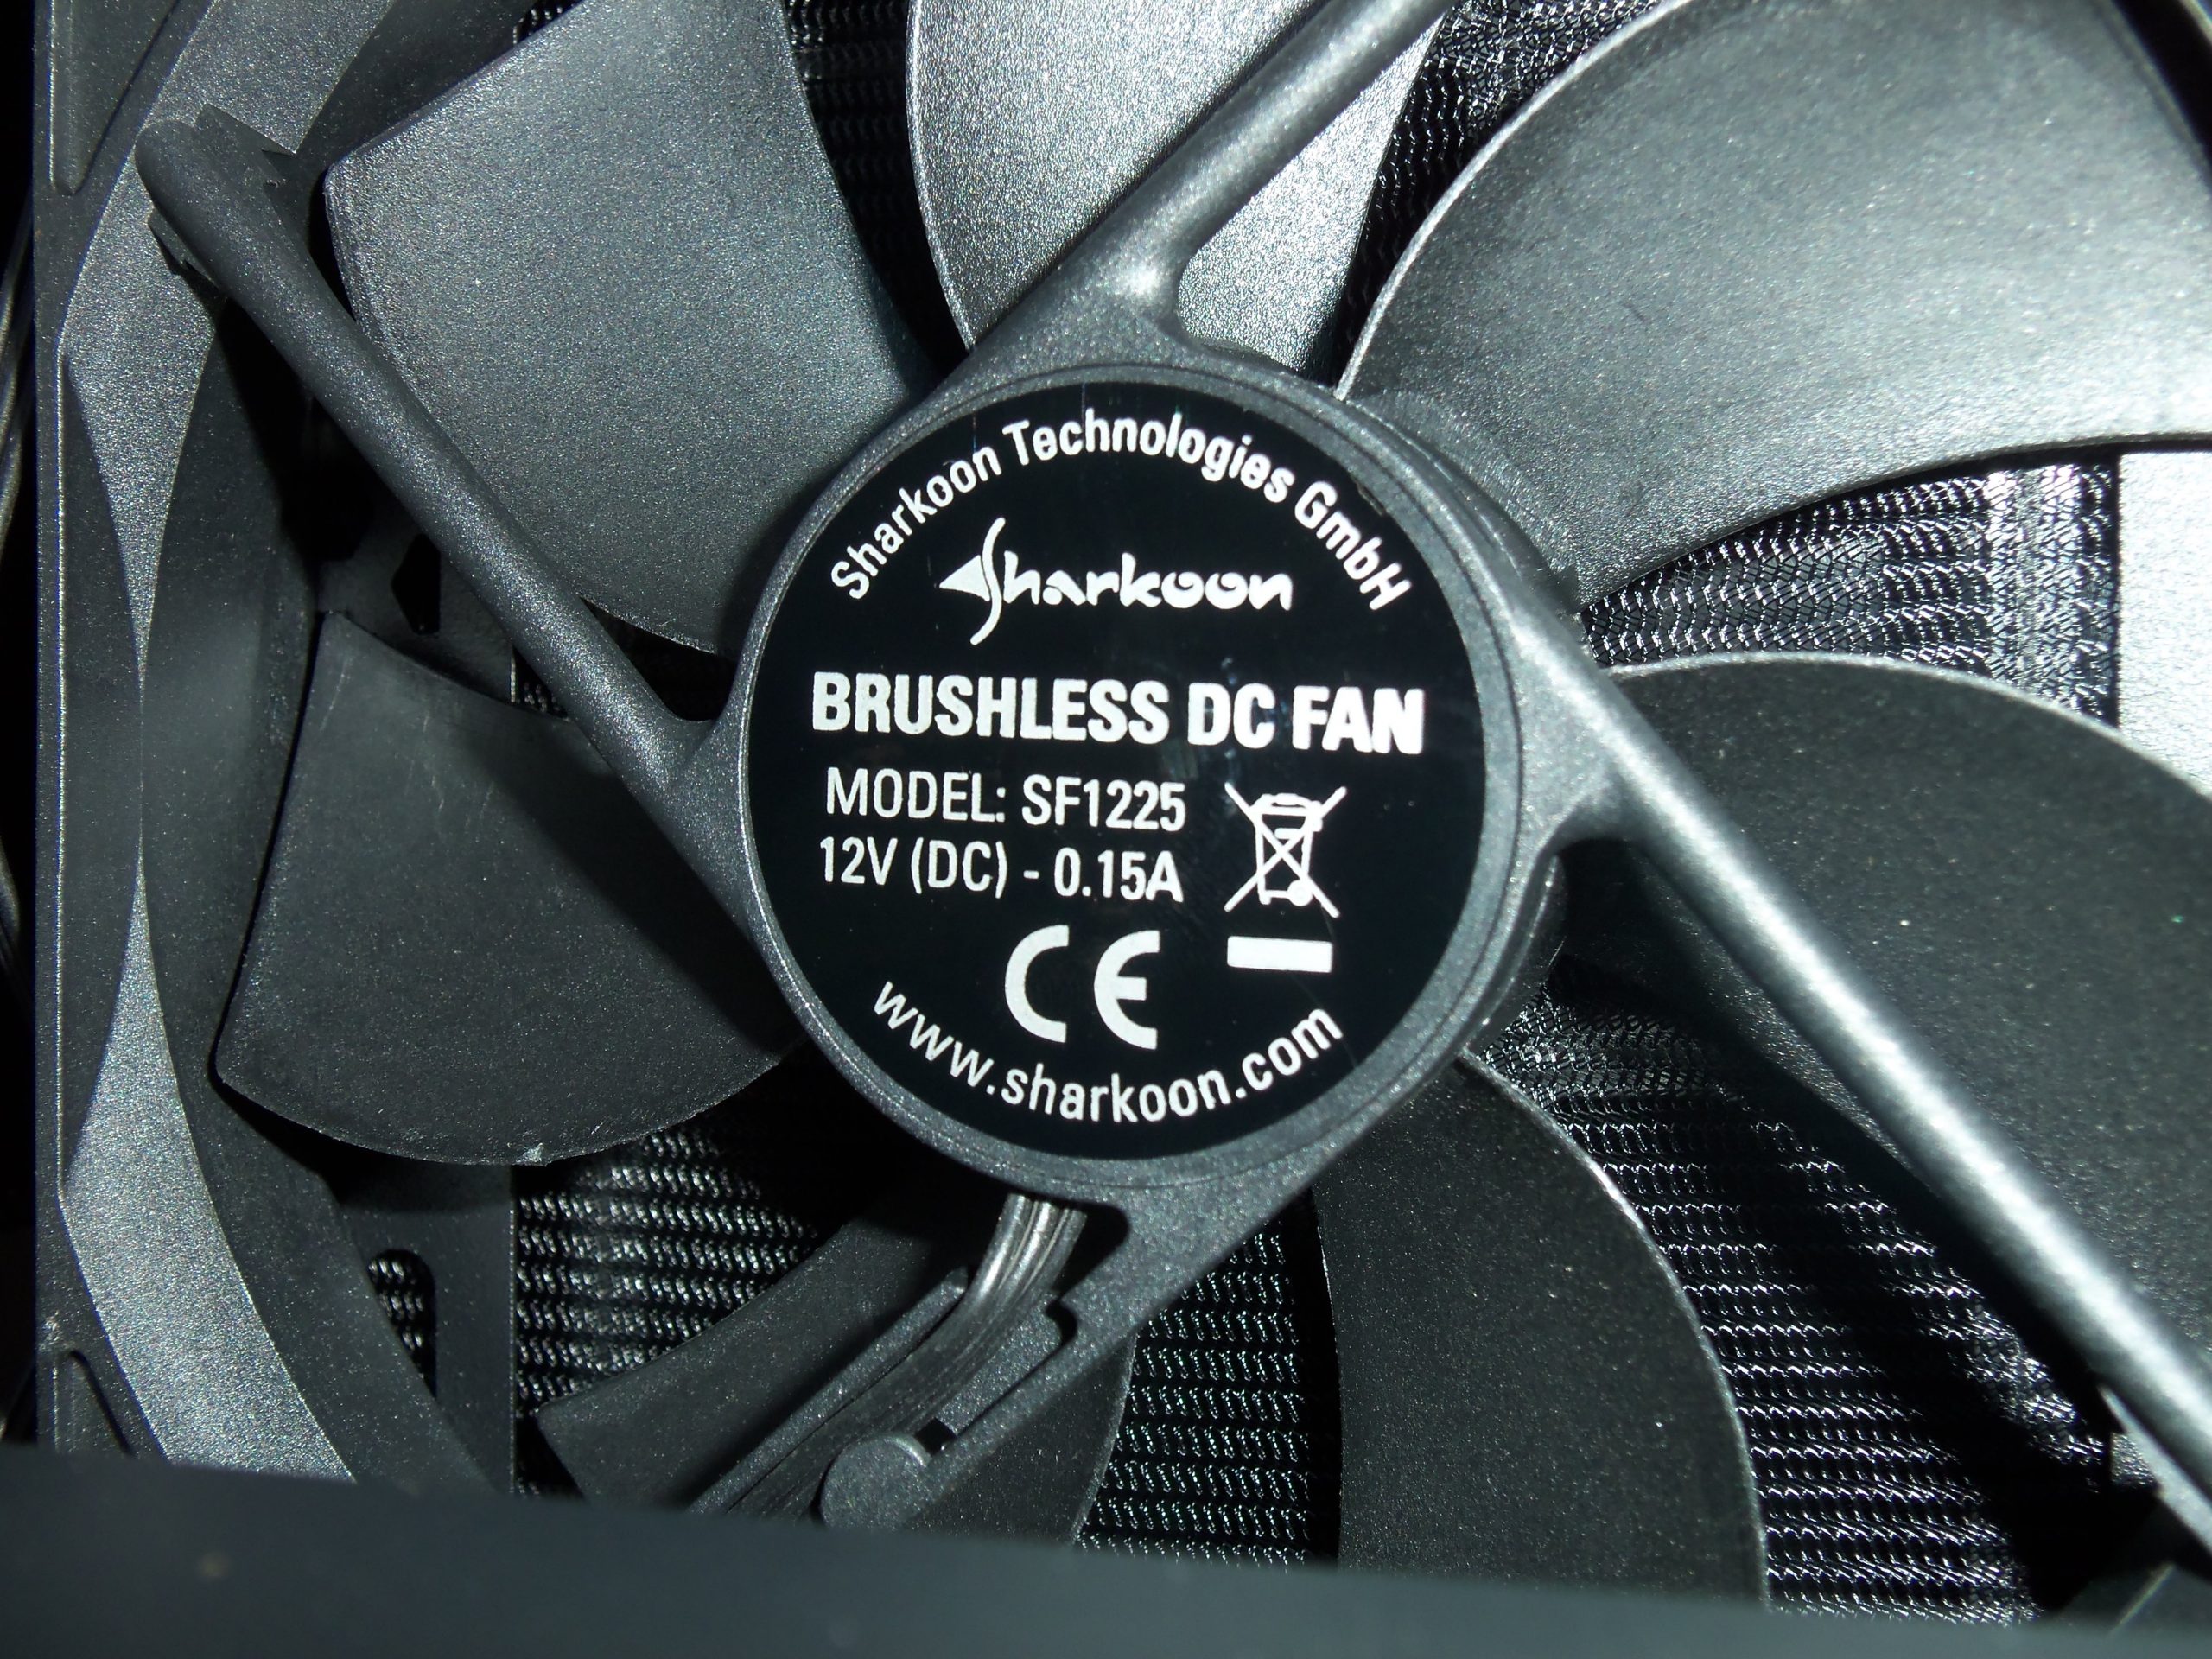 Sharkoon Technologies GmbH
Sharkoon
BRUSHLESS DC FAN
MODEL: SF1225
12V (DC) - 0.15A
CE
www.sharkoon.com